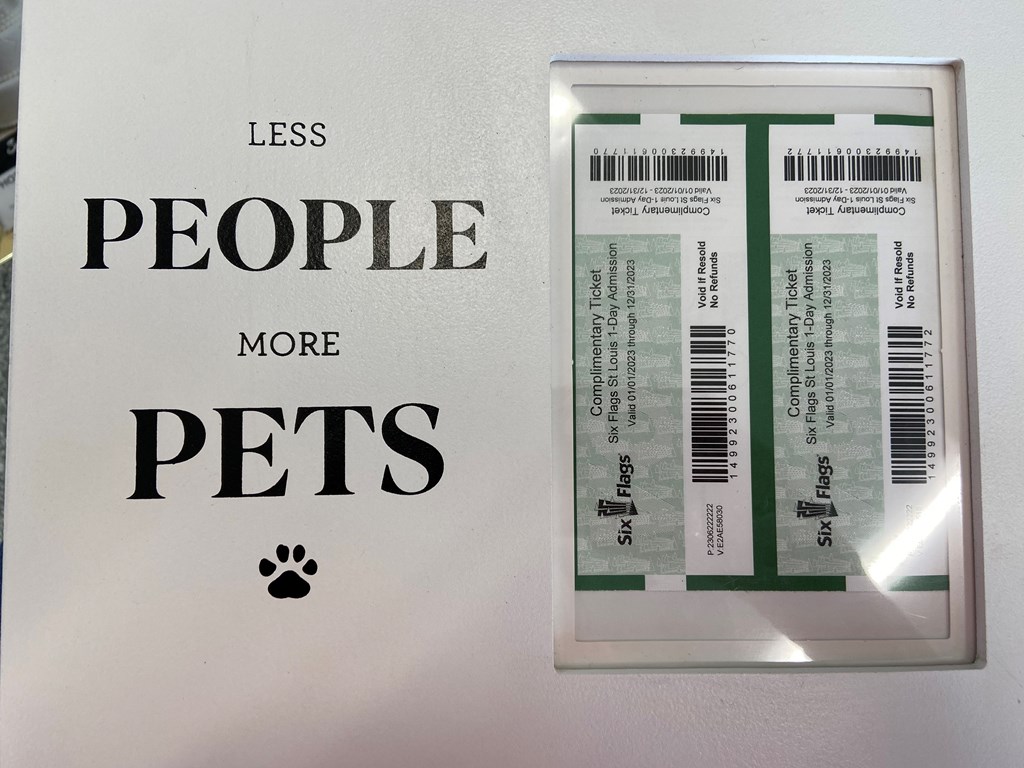 LESS
PEOPLE
MORE
PETS
14992300611770
Valid 01/01/2023 - 12/31/2023
Six Flags St Louis 1-Day Admission
Complimentary Ticket
Complimentary Ticket
Six Flags St Louis 1-Day Admission
Valid 01/01/2023 through 12/31/2023
Six Flags
Void If Resold
No Refunds
14992300611770
P:2306222222
V:E2AE58030
14992300611772
Valid 01/01/2023 - 12/31/2023
Six Flags St Louis 1-Day Admission
Complimentary Ticket
Complimentary Ticket
Six Flags St Louis 1-Day Admission
Valid 01/01/2023 through 12/31/2023
Six Flags
Void If Resold
No Refunds
14992300611772